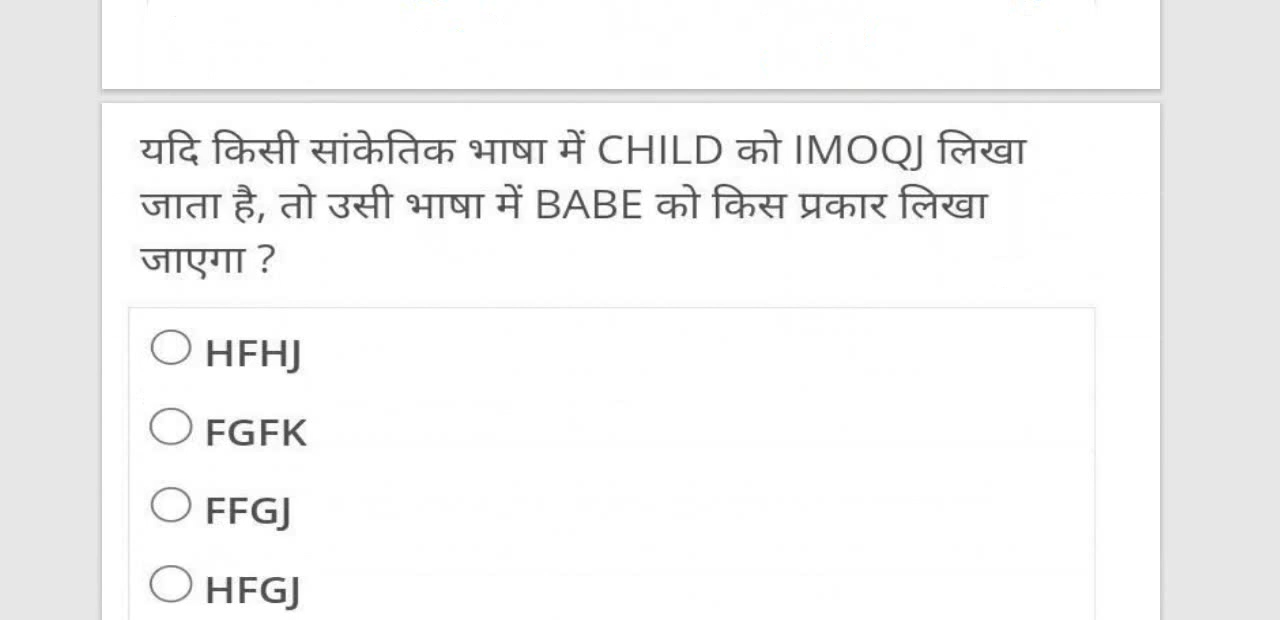 यदि किसी सांकेतिक भाषा में CHILD को IMOQJ लिखा
जाता है, तो उसी भाषा में BABE को किस प्रकार लिखा
जाएगा ?
HFHJ
FGFK
FFGJ
HFGJ